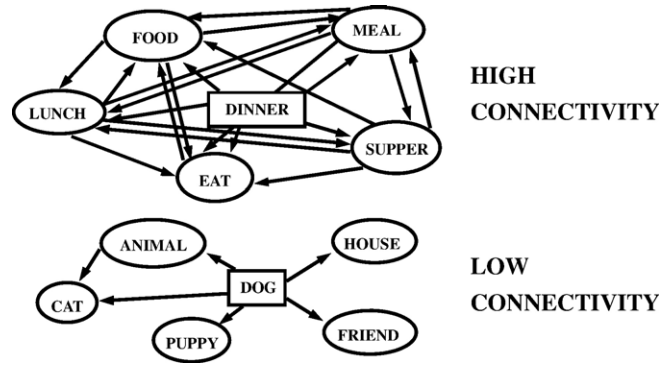 FOOD
MEAL
HIGH
CONNECTIVITY
LUNCH
DINNER
SUPPER
EAT
ANIMAL
HOUSE
LOW
CONNECTIVITY
DOG
CAT
PUPPY
FRIEND